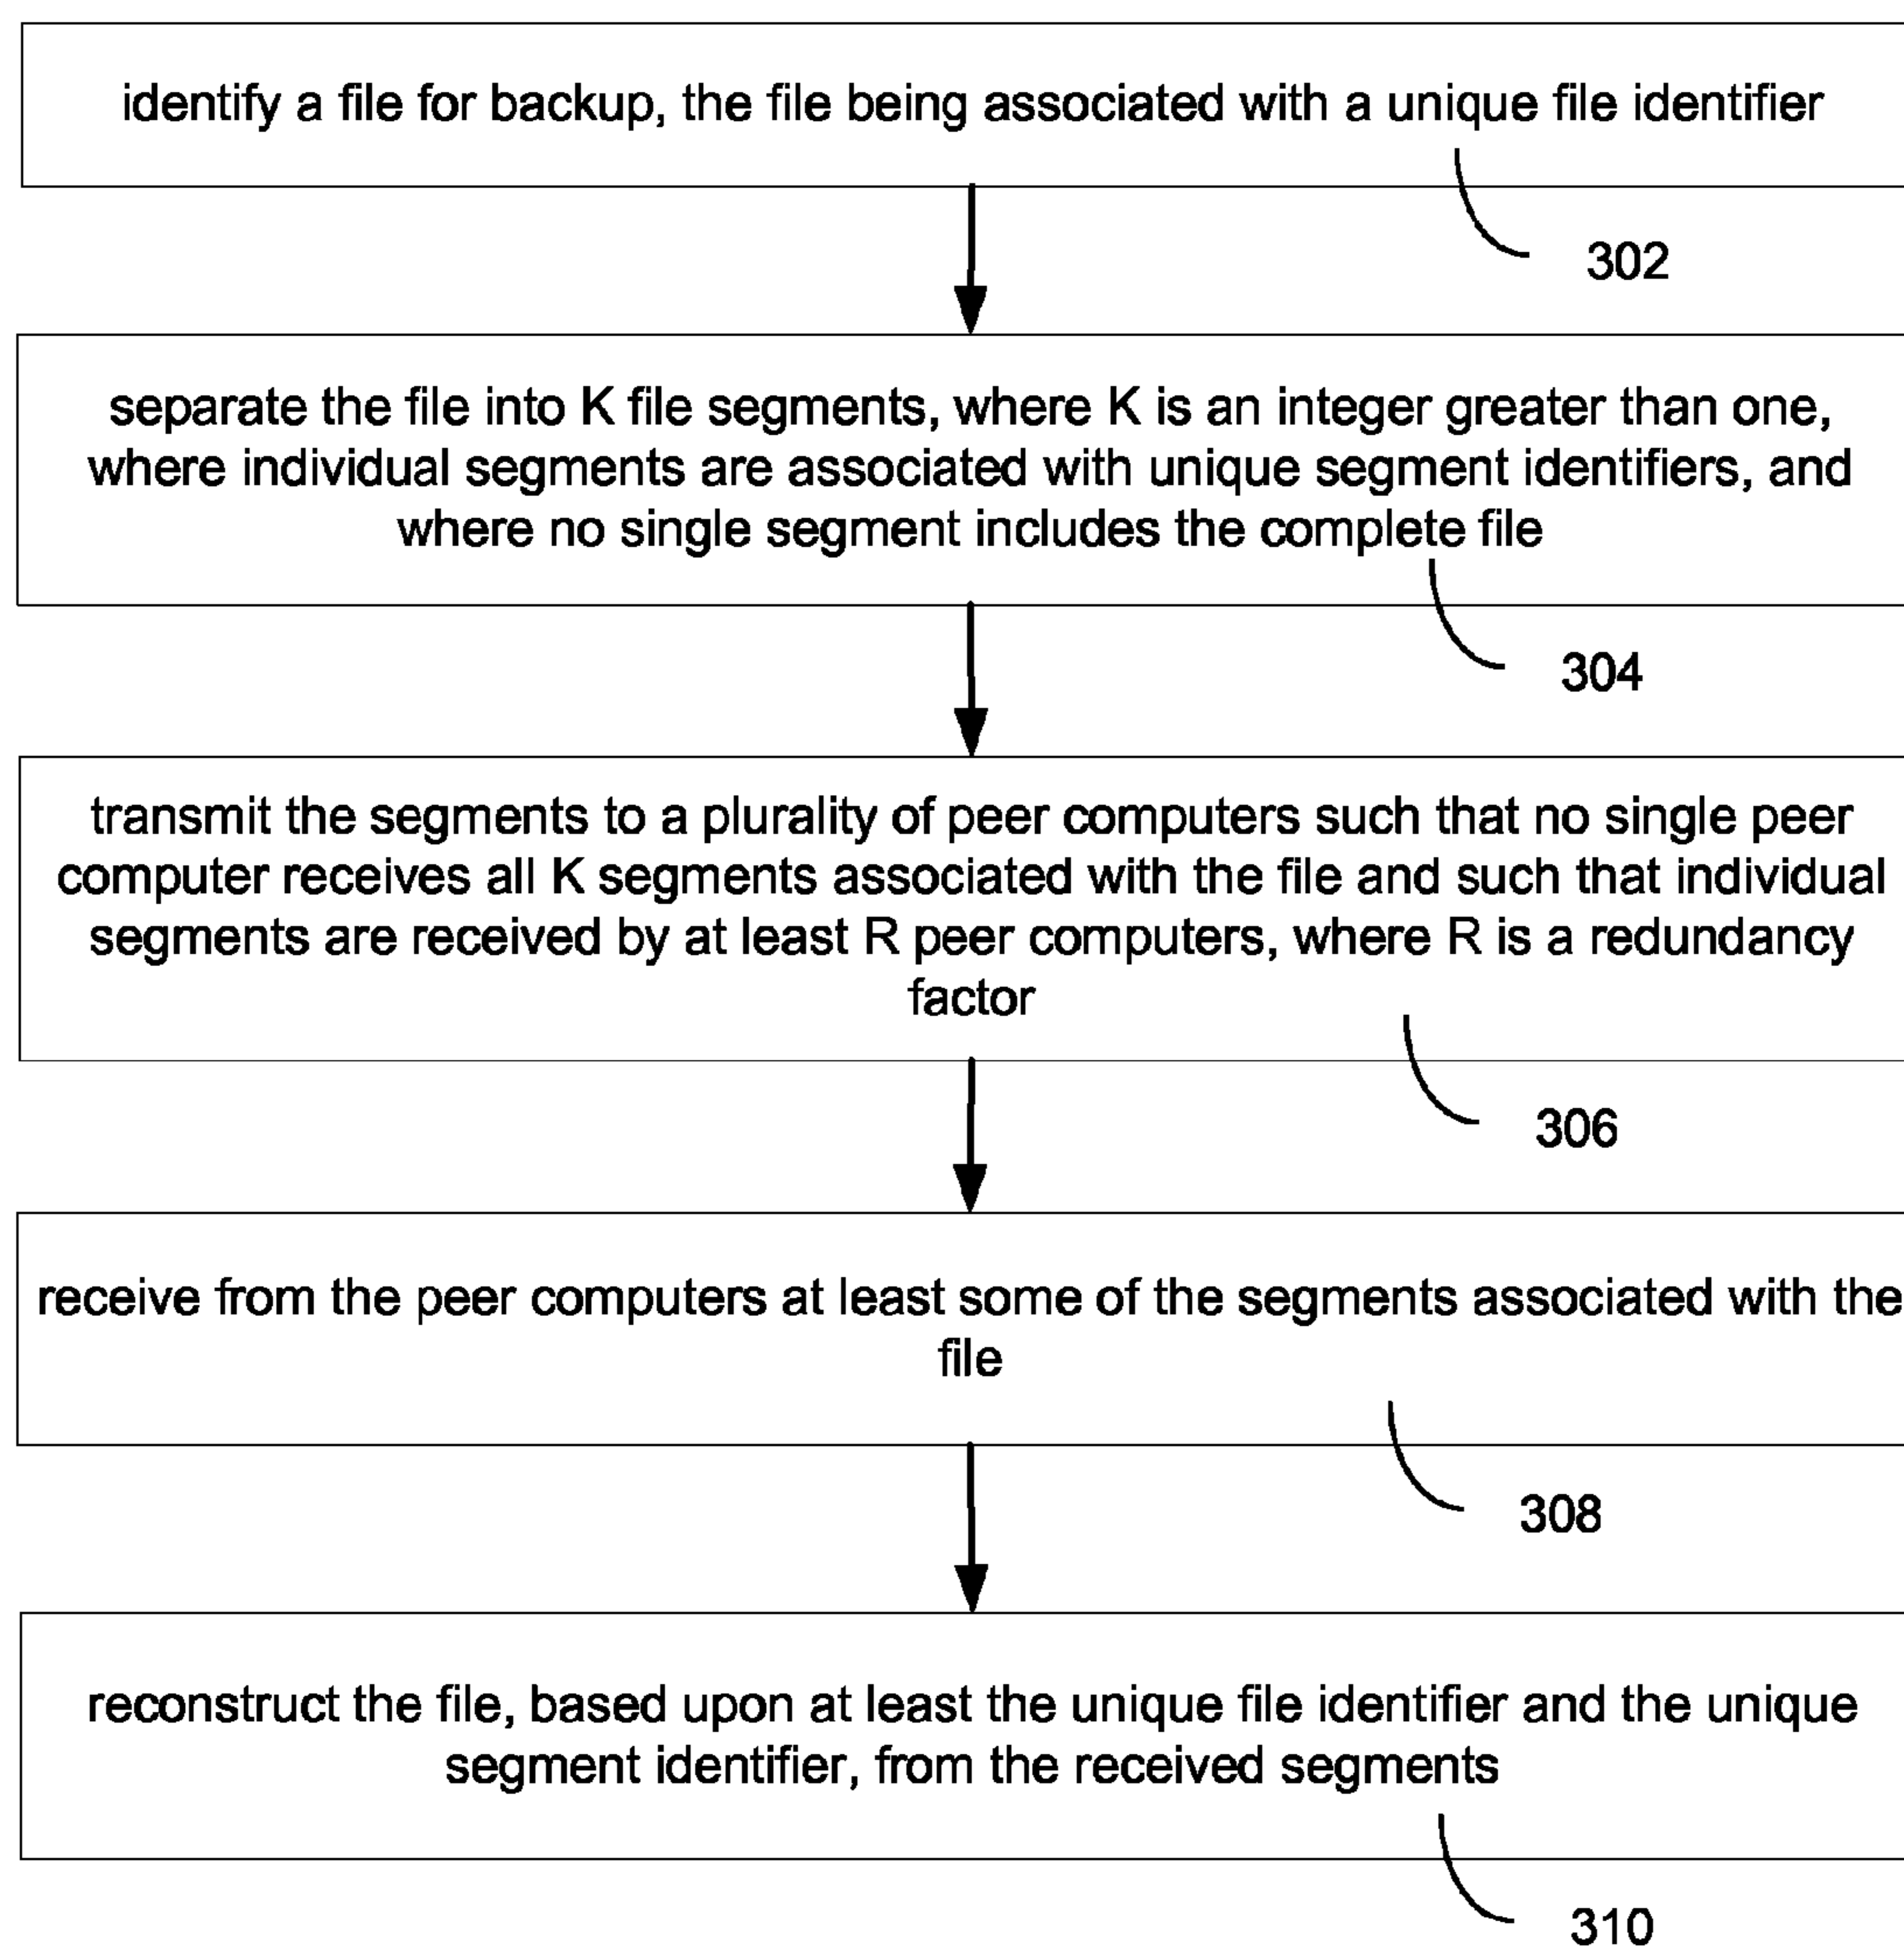 identify a file for backup, the file being associated with a unique file identifier
302
separate the file into K file segments, where K is an integer greater than one,
where individual segments are associated with unique segment identifiers, and
where no single segment includes the complete file
304
transmit the segments to a plurality of peer computers such that no single peer
computer receives all K segments associated with the file and such that individual
segments are received by at least R peer computers, where R is a redundancy
factor
306
receive from the peer computers at least some of the segments associated with the
file
308
reconstruct the file, based upon at least the unique file identifier and the unique
segment identifier, from the received segments
310